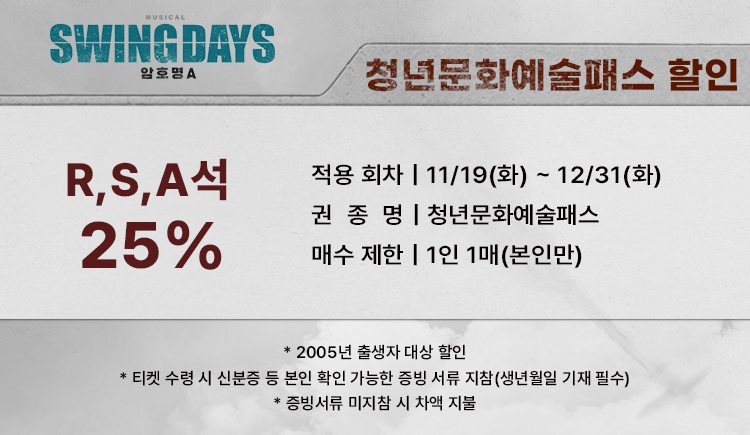 MUSICAL
SWINGDAYS
암호명A
청년문화예술패스 할인
R,S,A석
25%
적용 회차 | 11/19(화) ~ 12/31(화)
권 종 명 | 청년문화예술패스
매수 제한 | 1인 1매(본인만)
* 2005년 출생자 대상 할인
* 티켓 수령 시 신분증 등 본인 확인 가능한 증빙 서류 지참(생년월일 기재 필수)
* 증빙서류 미지참 시 차액 지불